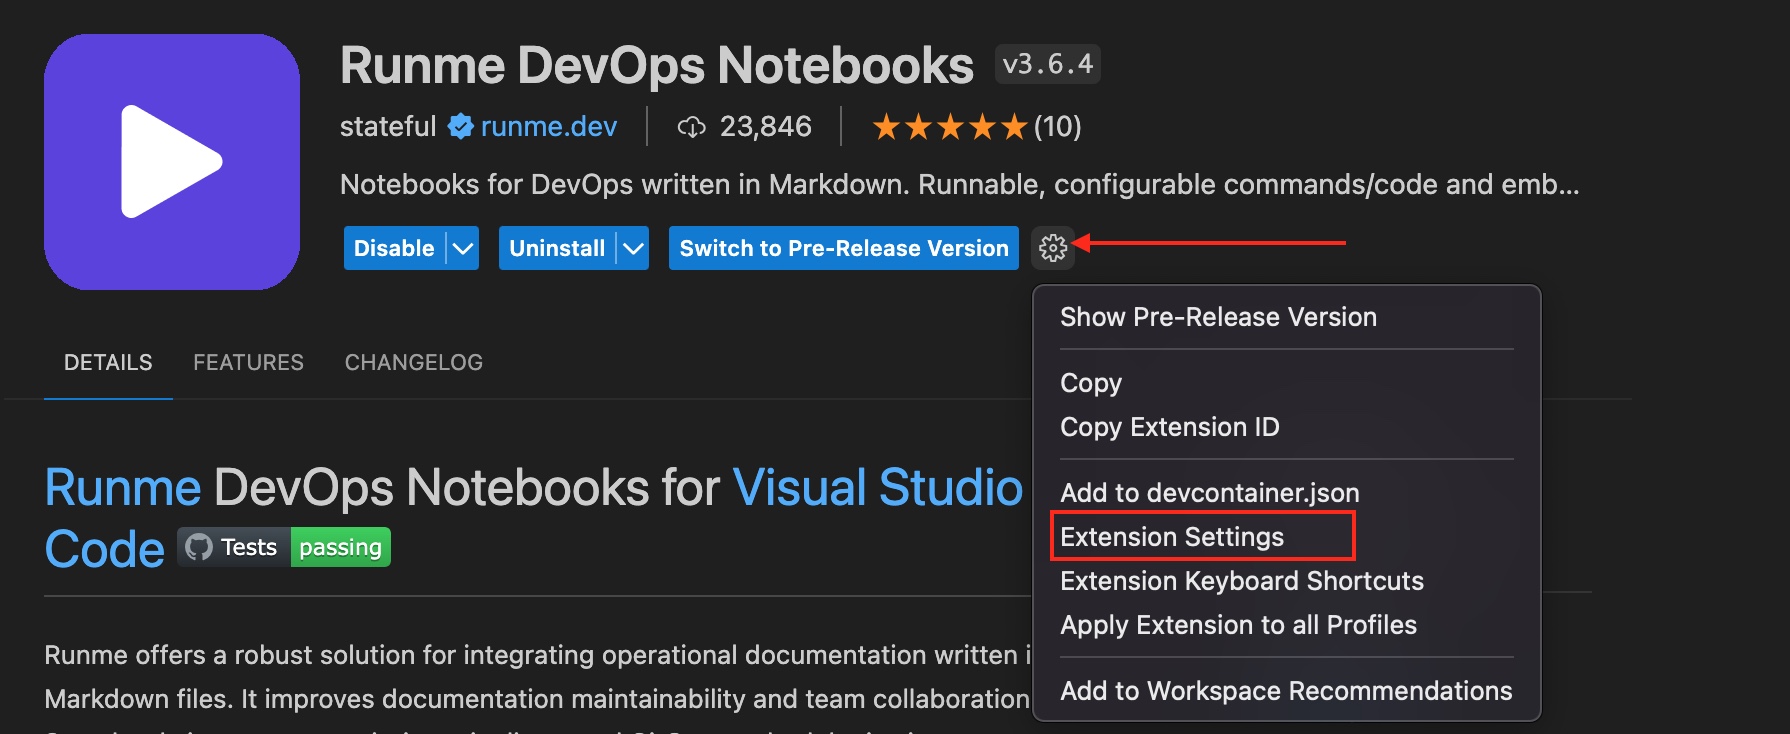 Runme DevOps Notebooks v3.6.4
stateful runme.dev 23,846 (10)
Notebooks for DevOps written in Markdown. Runnable, configurable commands/code and emb...
Disable Uninstall Switch to Pre-Release Version
Show Pre-Release Version
Copy
Copy Extension ID
Add to devcontainer.json
Extension Settings
Extension Keyboard Shortcuts
Apply Extension to all Profiles
Add to Workspace Recommendations
DETAILS FEATURES CHANGELOG
Runme DevOps Notebooks for Visual Studio
Code Tests passing
Runme offers a robust solution for integrating operational documentation written i
Markdown files. It improves documentation maintainability and team collaboration